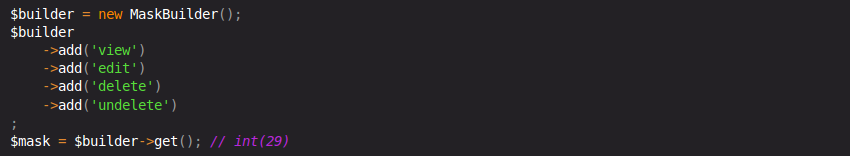 $builder = new MaskBuilder();
$builder
    ->add('view')
    ->add('edit')
    ->add('delete')
    ->add('undelete')
;
$mask = $builder->get(); // int(29)